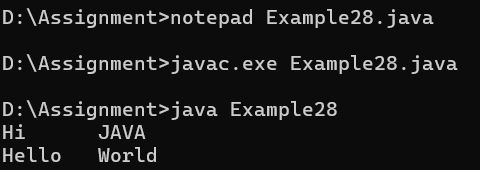 D:\Assignment>notepad Example28.java
D:\Assignment>javac.exe Example28.java
D:\Assignment>java Example28
Hi      JAVA
Hello   World